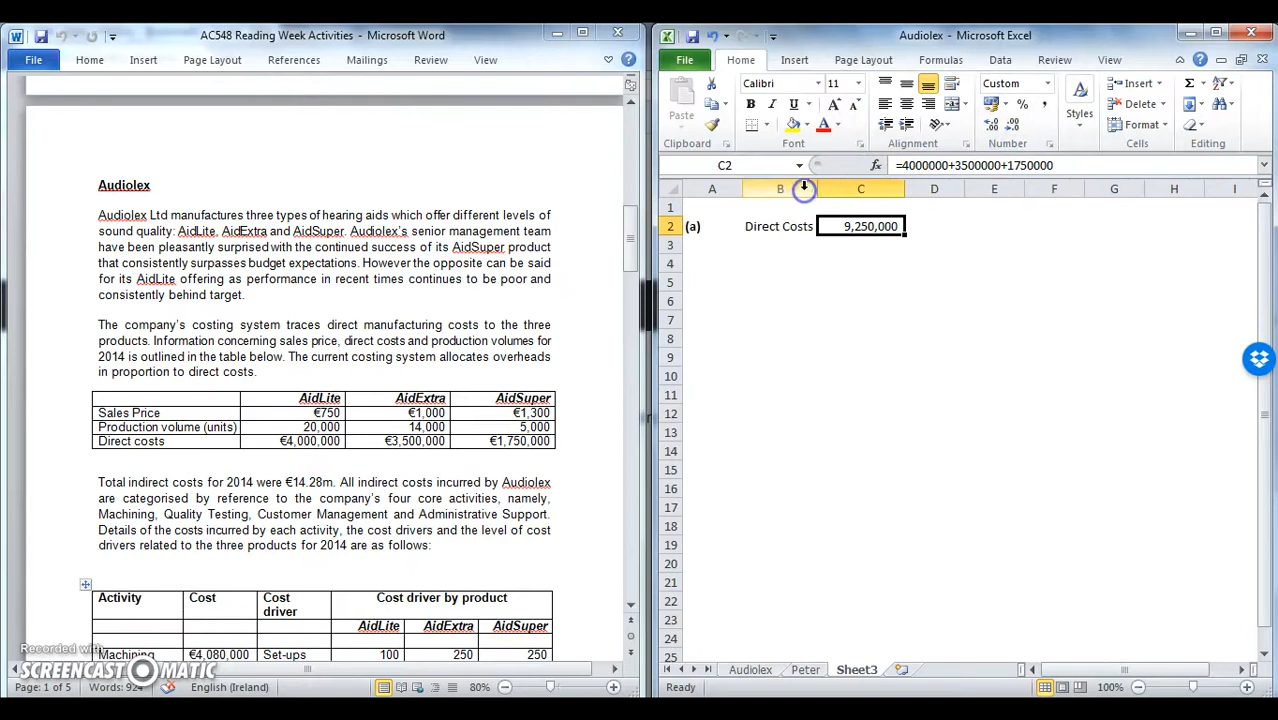 AC548 Reading Week Activities - Microsoft Word
File Home Insert Page Layout References Mailings Review View
Audiolex
Audiolex Ltd manufactures three types of hearing aids which offer different levels of
sound quality: AidLite, AidExtra and AidSuper. Audiolex's senior management team
have been pleasantly surprised with the continued success of its AidSuper product
that consistently surpasses budget expectations. However the opposite can be said
for its AidLite offering as performance in recent times continues to be poor and
consistently behind target.
The company's costing system traces direct manufacturing costs to the three
products. Information concerning sales price, direct costs and production volumes for
2014 is outlined in the table below. The current costing system allocates overheads
in proportion to direct costs.
AidLite AidExtra AidSuper
Sales Price €750 €1,000 €1,300
Production volume (units) 20,000 14,000 5,000
Direct costs €4,000,000 €3,500,000 €1,750,000
Total indirect costs for 2014 were €14.28m. All indirect costs incurred by Audiolex
are categorised by reference to the company's four core activities, namely,
Machining, Quality Testing, Customer Management and Administrative Support.
Details of the costs incurred by each activity, the cost drivers and the level of cost
drivers related to the three products for 2014 are as follows:
Activity Cost Cost Cost driver by product
driver
AidLite AidExtra AidSuper
Machining €4,080,000 Set-ups 100 250 250
Recorded with
SCREENCAST MATIC
Page: 1 of 5 Words: 924 English (Ireland) 80%
Audiolex - Microsoft Excel
File Home Insert Page Layout Formulas Data Review View
Calibri 11 Custom Insert
Paste B I U A A Styles Delete
Format
Clipboard Font Alignment Number Cells Editing
C2 fx =4000000+3500000+1750000
A B C D E F G H I
1
2 (a) Direct Costs 9,250,000
3
4
5
6
7
8
9
10
11
12
13
14
15
16
17
18
19
20
21
22
23
24
25
Audiolex Peter Sheet3
Ready 100%